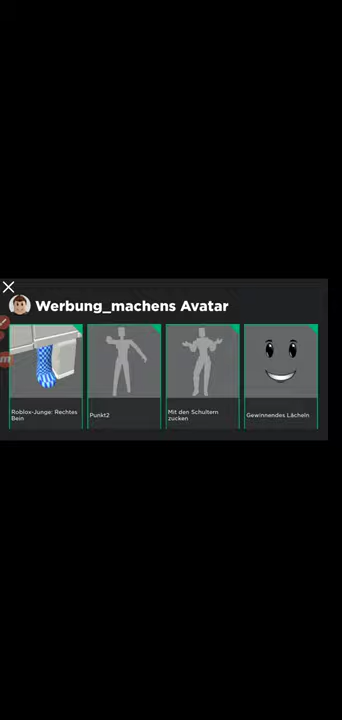 Werbung_machens Avatar
Roblox-Junge: Rechtes
Bein
Punkt2
Mit den Schultern
zucken
Gewinnendes Lächeln